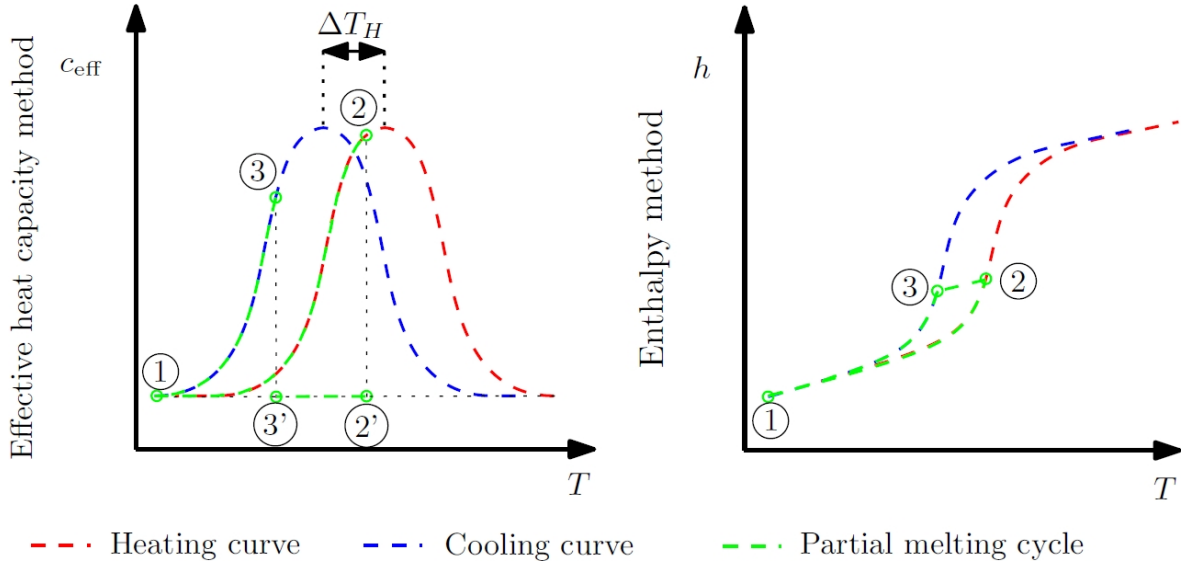 Effective heat capacity method
c_eff
ΔT_H
1
2
3
3’
2’
T
Enthalpy method
h
1
2
3
T
Heating curve
Cooling curve
Partial melting cycle